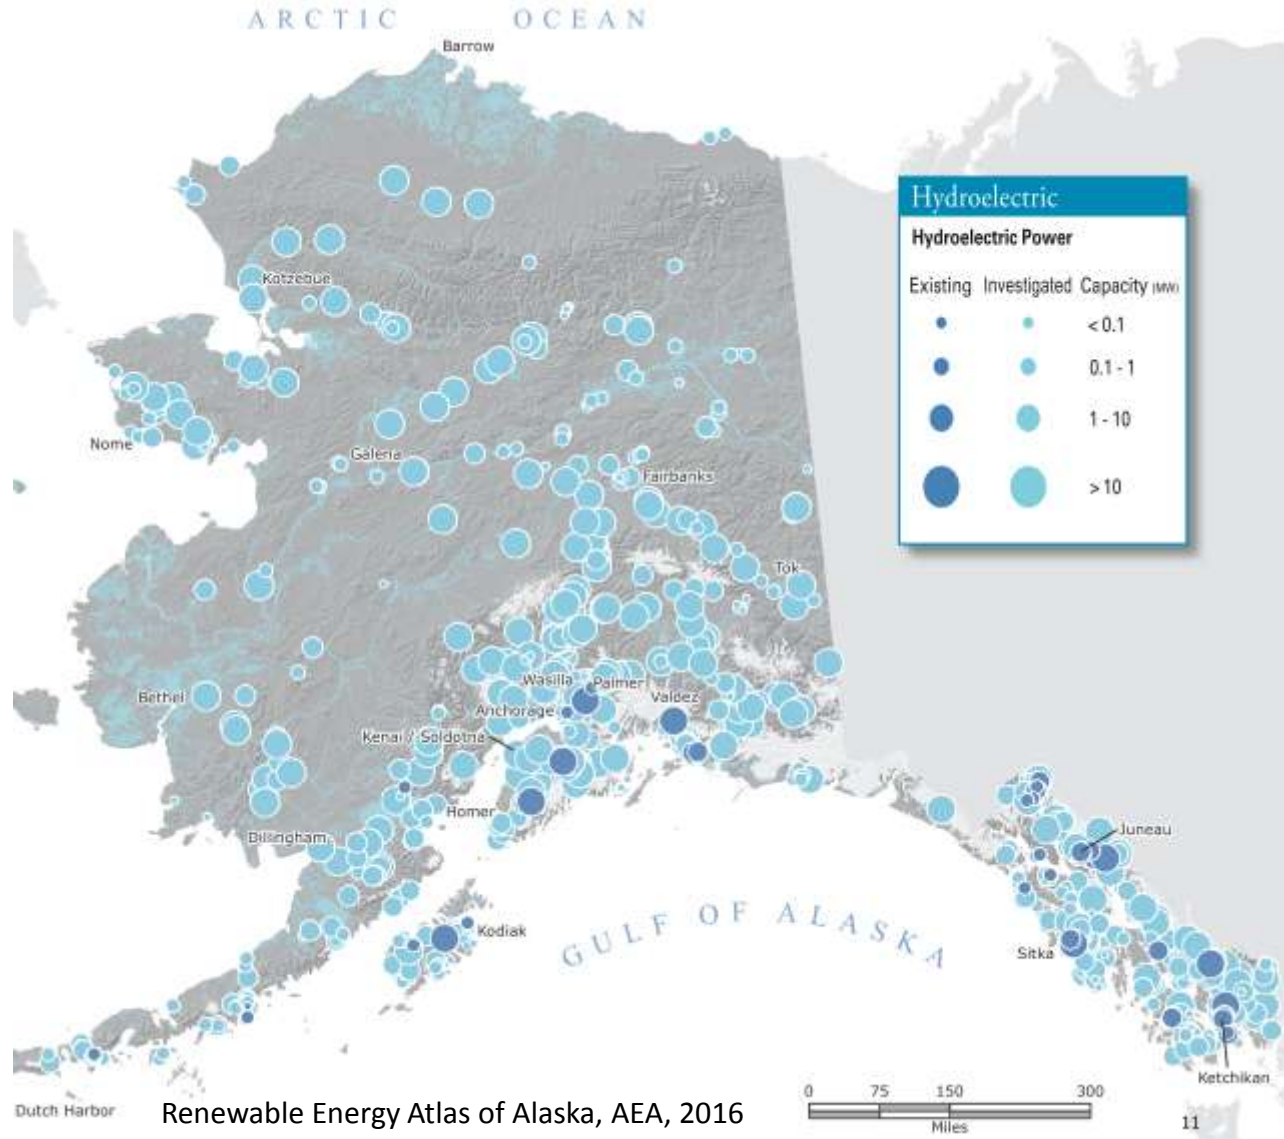 ARCTIC OCEAN
Barrow
Hydroelectric
Hydroelectric Power
Existing Investigated Capacity (MW)
< 0.1
0.1 - 1
1 - 10
> 10
Kotzebue
Nome
Galena
Fairbanks
Tok
Bethel
Wasilla
Palmer
Valdez
Anchorage
Kenai / Soldotna
Homer
Dillingham
Juneau
Kodiak
GULF OF ALASKA
Sitka
Ketchikan
Dutch Harbor
Renewable Energy Atlas of Alaska, AEA, 2016
0 75 150 300
Miles
11